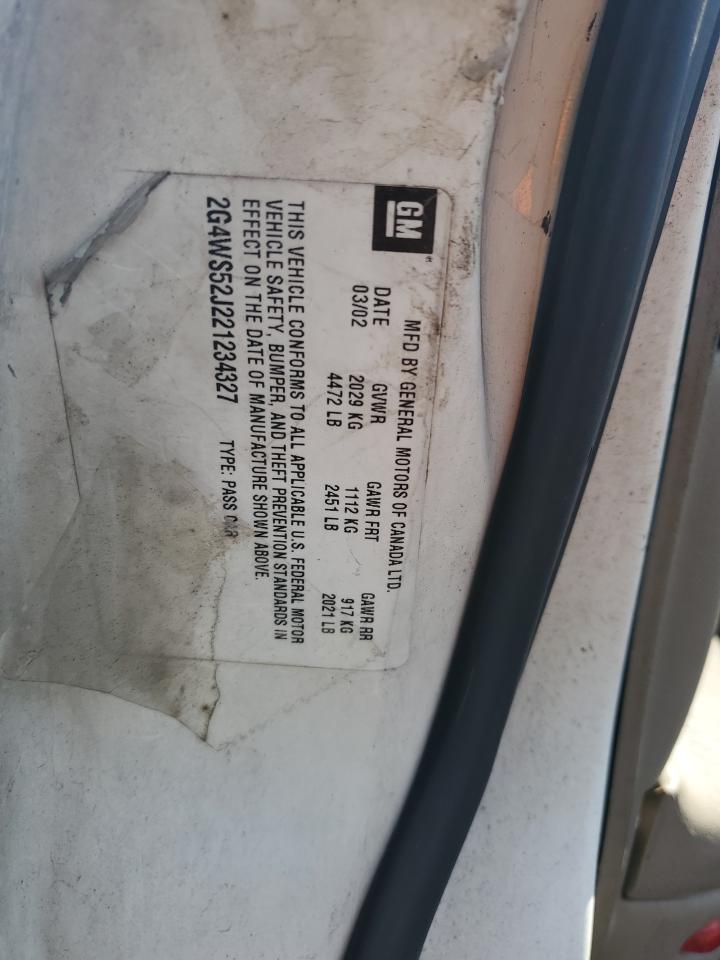 GM
MFD BY GENERAL MOTORS OF CANADA LTD.
DATE GVWR GAWR FRT GAWR RR
03/02 2029 KG 1112 KG 917 KG
4472 LB 2451 LB 2021 LB
THIS VEHICLE CONFORMS TO ALL APPLICABLE U.S. FEDERAL MOTOR
VEHICLE SAFETY, BUMPER, AND THEFT PREVENTION STANDARDS IN
EFFECT ON THE DATE OF MANUFACTURE SHOWN ABOVE.
2G4WS52J221234327 TYPE: PASS CAR